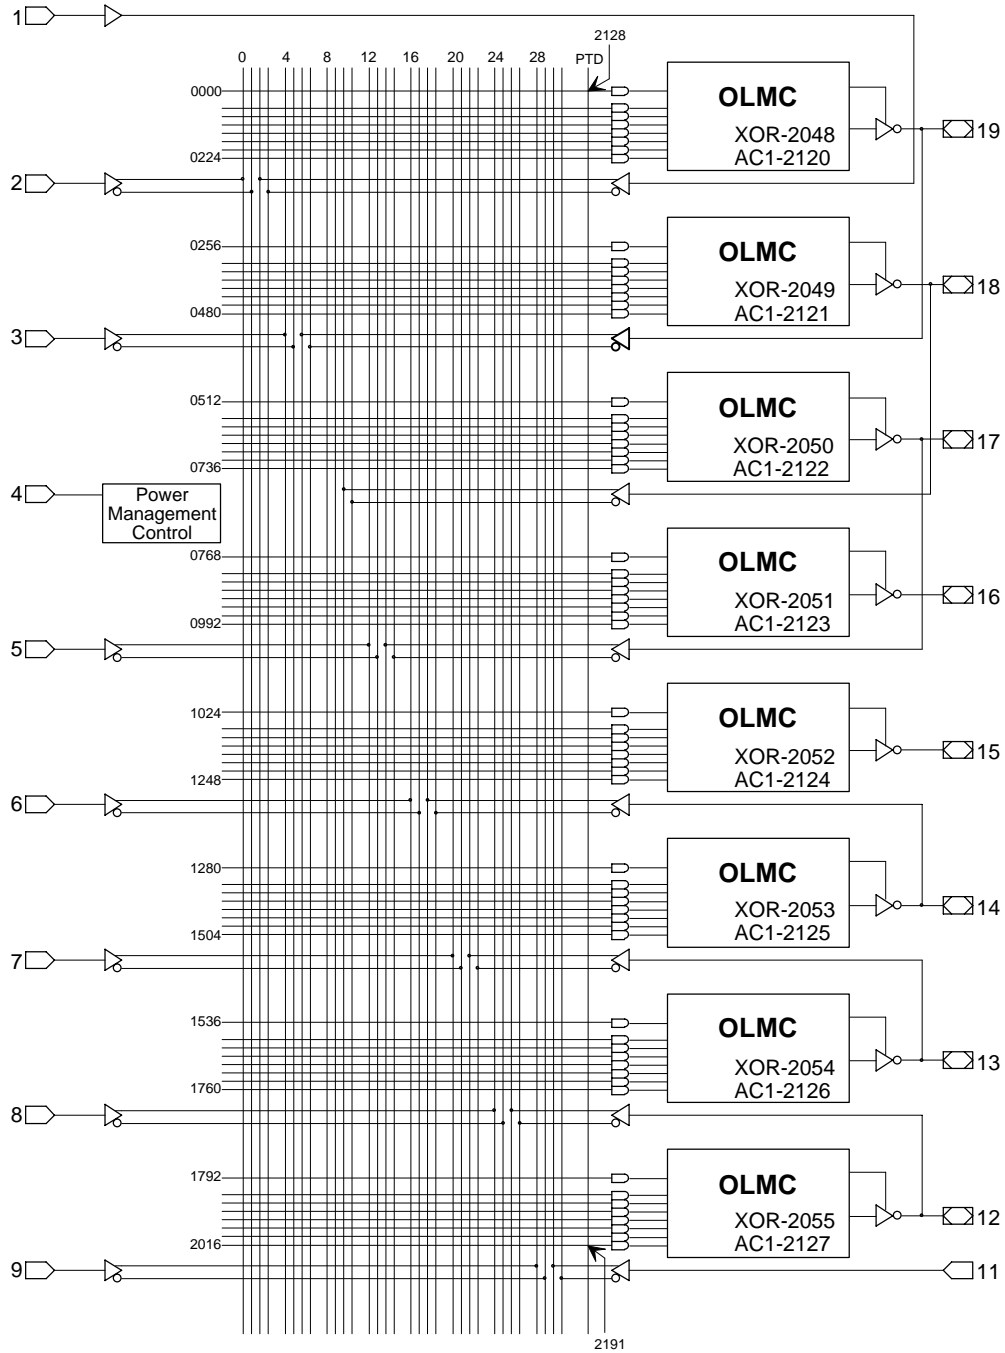 1
2128
0 4 8 12 16 20 24 28 PTD
0000
OLMC
XOR-2048
AC1-2120
19
0224
2
0256
OLMC
XOR-2049
AC1-2121
18
0480
3
0512
OLMC
XOR-2050
AC1-2122
17
0736
4
Power
Management
Control
0768
OLMC
XOR-2051
AC1-2123
16
0992
5
1024
OLMC
XOR-2052
AC1-2124
15
1248
6
1280
OLMC
XOR-2053
AC1-2125
14
1504
7
1536
OLMC
XOR-2054
AC1-2126
13
1760
8
1792
OLMC
XOR-2055
AC1-2127
12
2016
9
11
2191